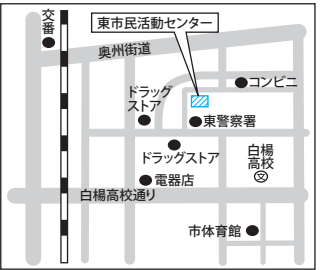 交番
東市民活動センター
奥州街道
コンビニ
ドラッグ
ストア
東警察署
ドラッグストア
白楊
高校
文
電器店
白楊高校通り
市体育館